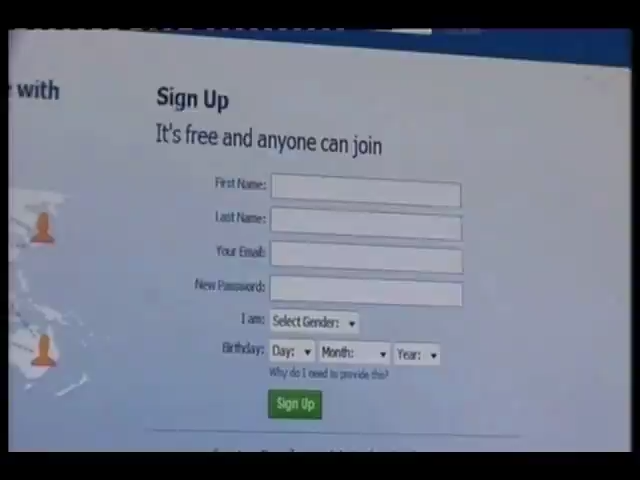 with
Sign Up
It's free and anyone can join
First Name:
Last Name:
Your Email:
New Password:
I am: Select Gender:
Birthday: Day: Month: Year:
Why do I need to provide this?
Sign Up